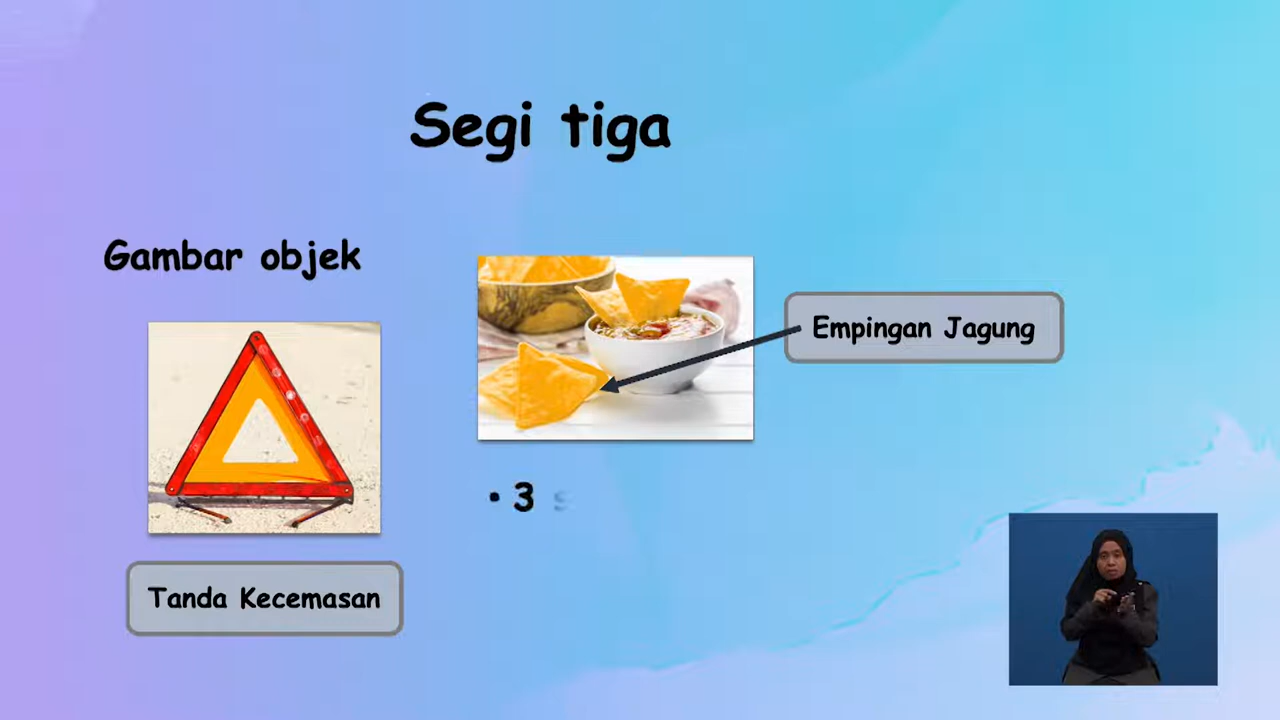 Segi tiga
Gambar objek
Empingan Jagung
• 3 s
Tanda Kecemasan